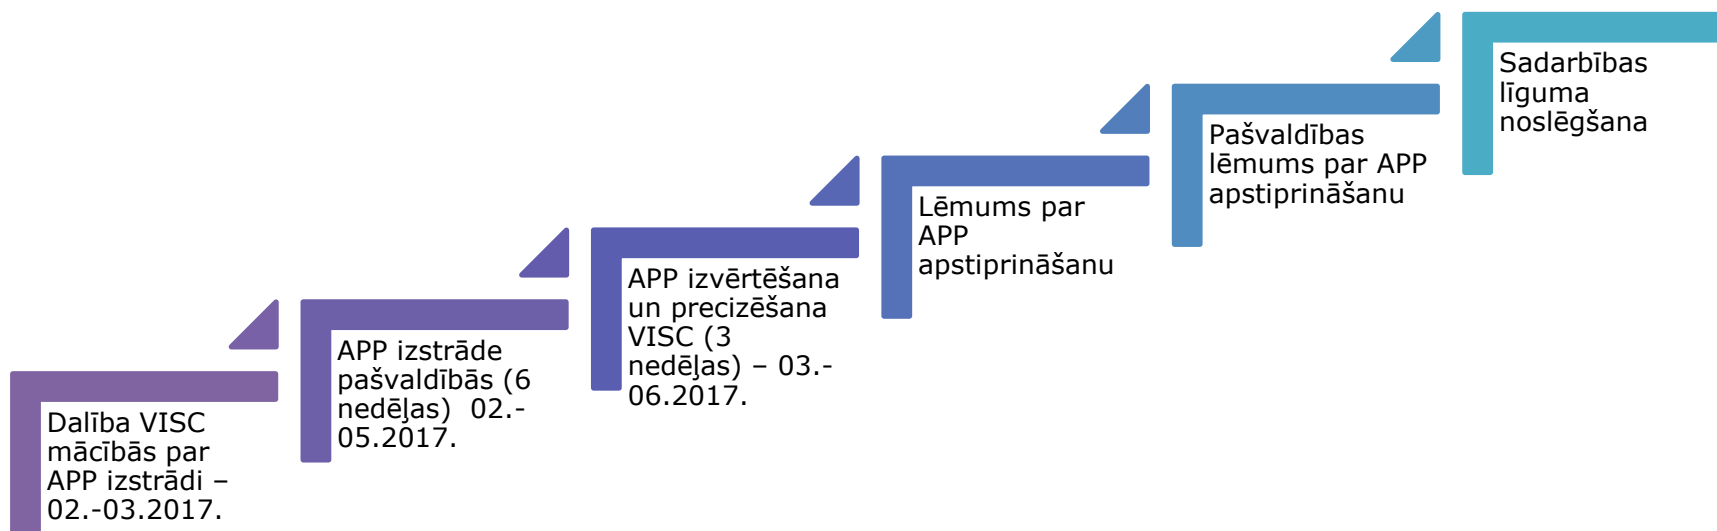 Dalība VISC
mācībās par
APP izstrādi –
02.-03.2017.
APP izstrāde
pašvaldībās (6
nedēļas)  02.-
05.2017.
APP izvērtēšana
un precizēšana
VISC (3
nedēļas) – 03.-
06.2017.
Lēmums par
APP
apstiprināšanu
Pašvaldības
lēmums par APP
apstiprināšanu
Sadarbības
līguma
noslēgšana